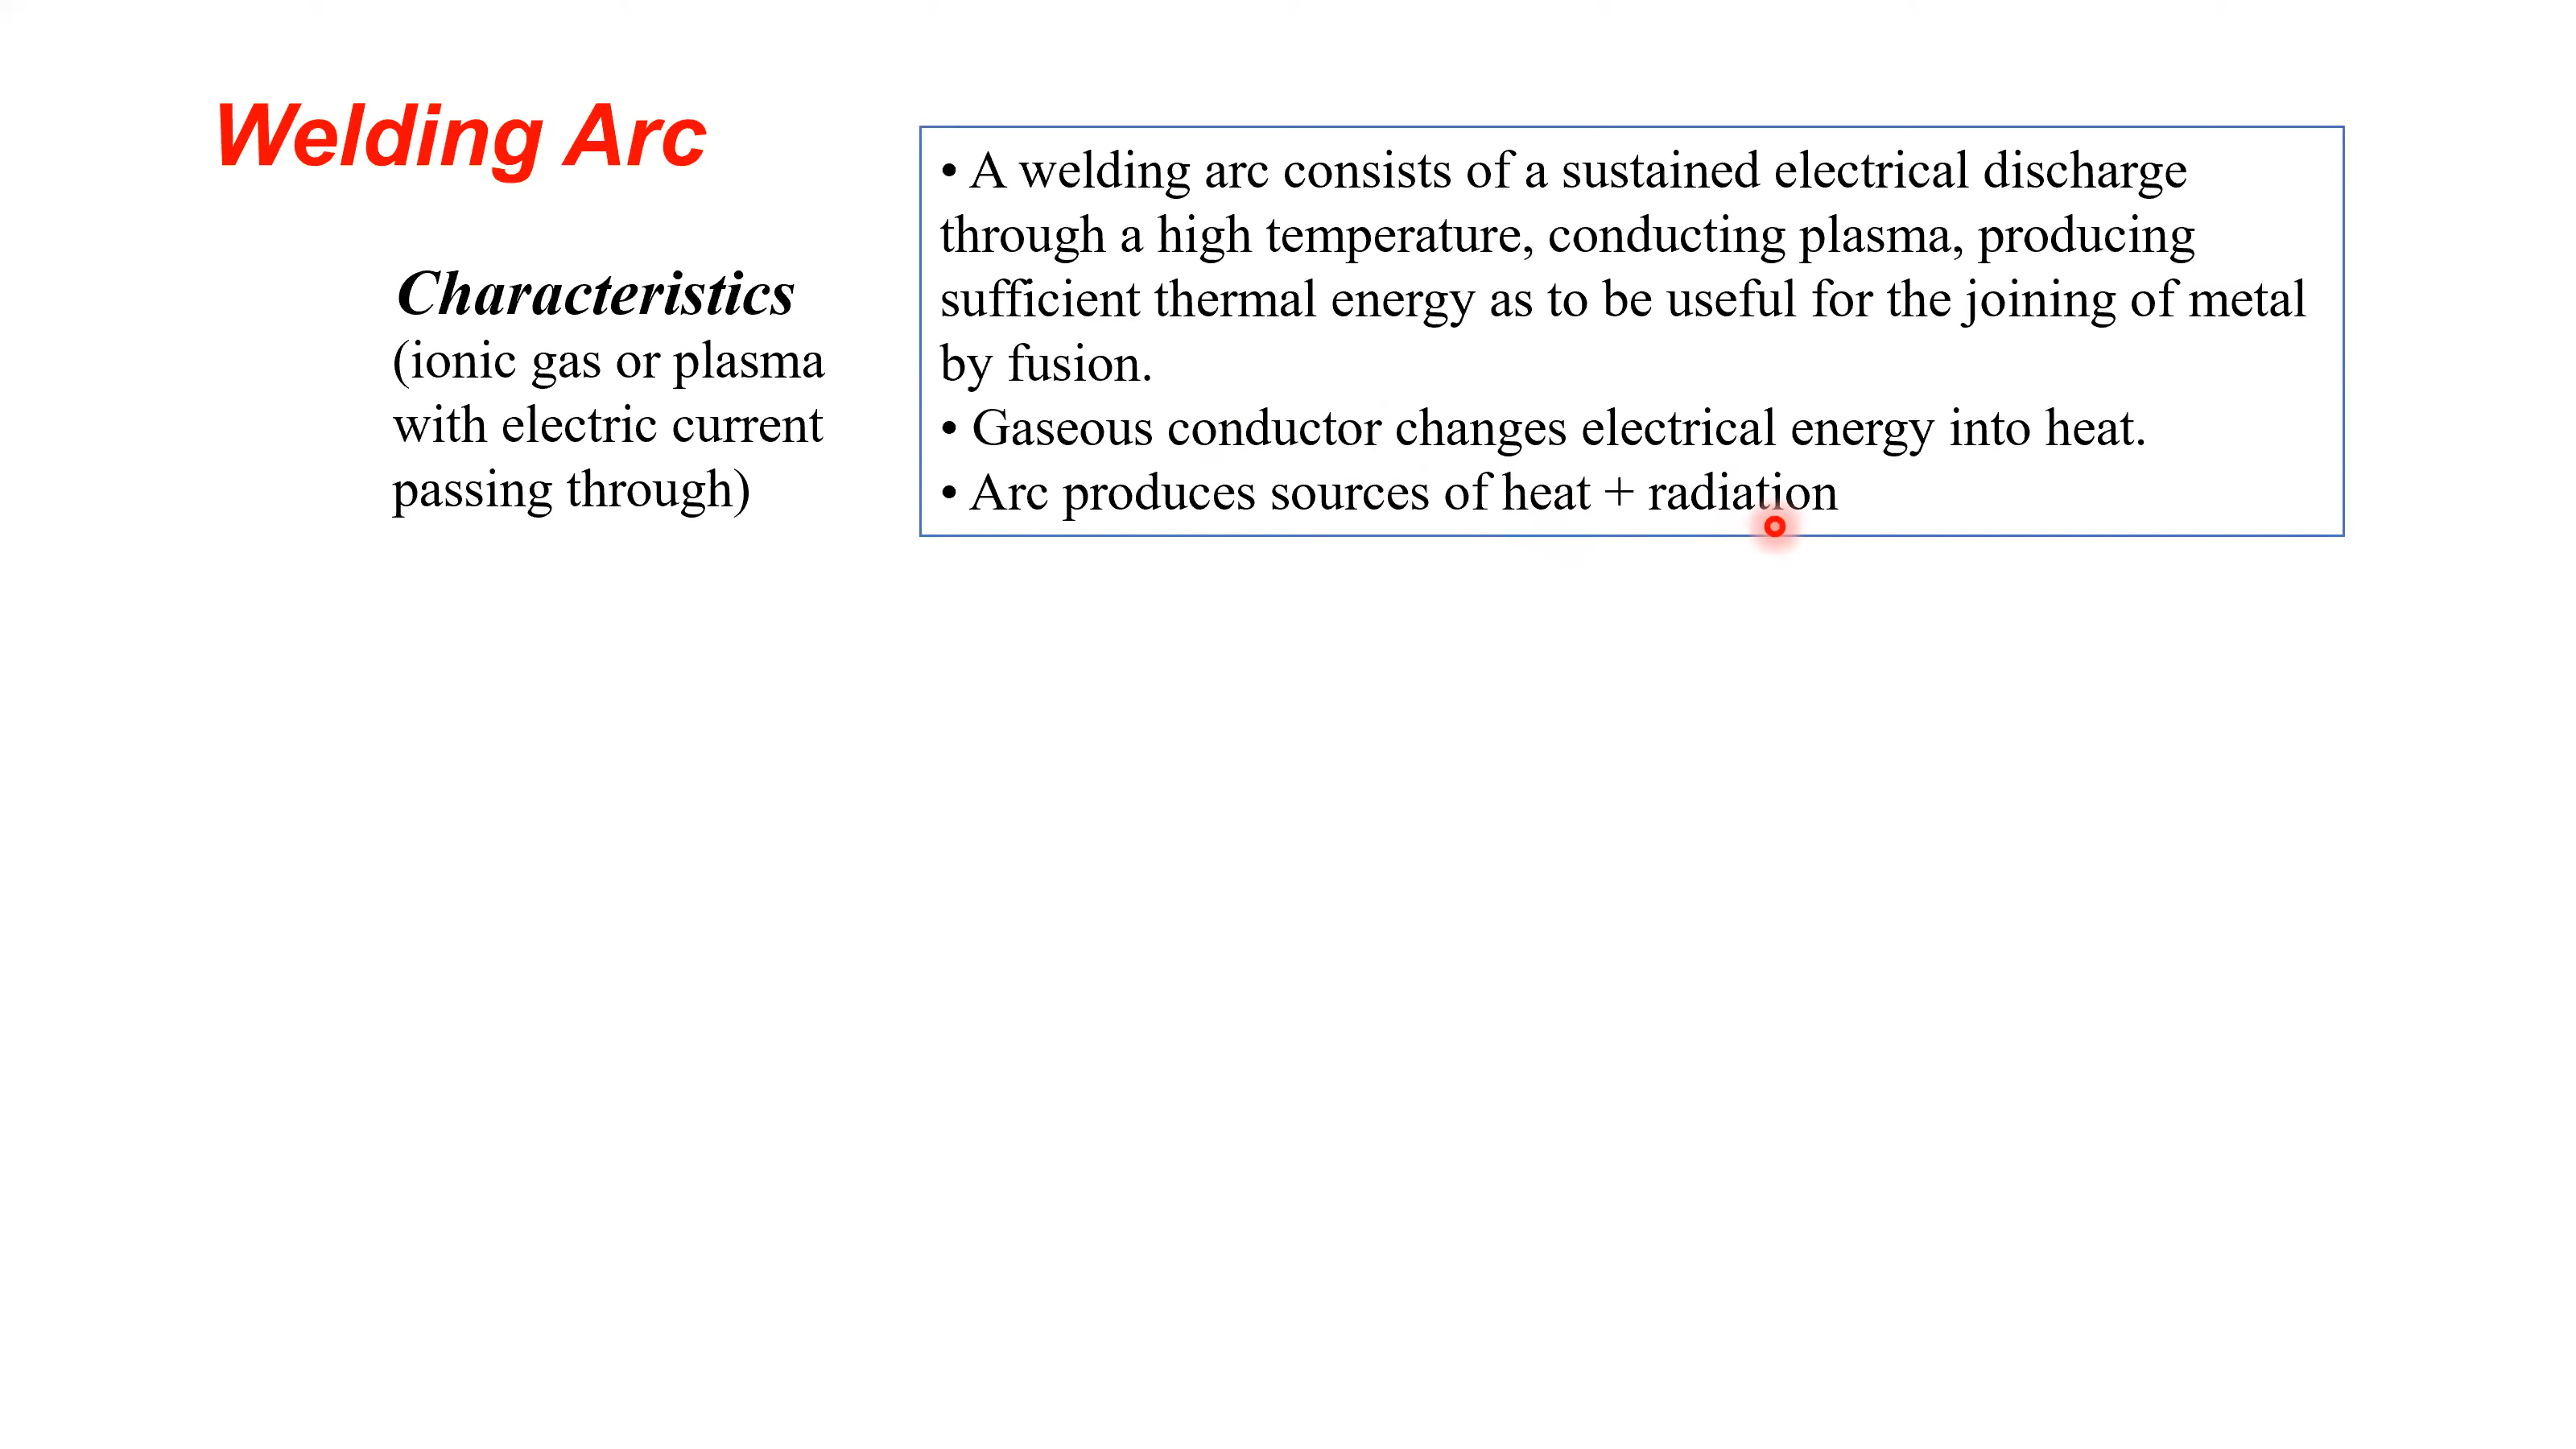 Welding Arc
Characteristics
(ionic gas or plasma
with electric current
passing through)
• A welding arc consists of a sustained electrical discharge
through a high temperature, conducting plasma, producing
sufficient thermal energy as to be useful for the joining of metal
by fusion.
• Gaseous conductor changes electrical energy into heat.
• Arc produces sources of heat + radiation